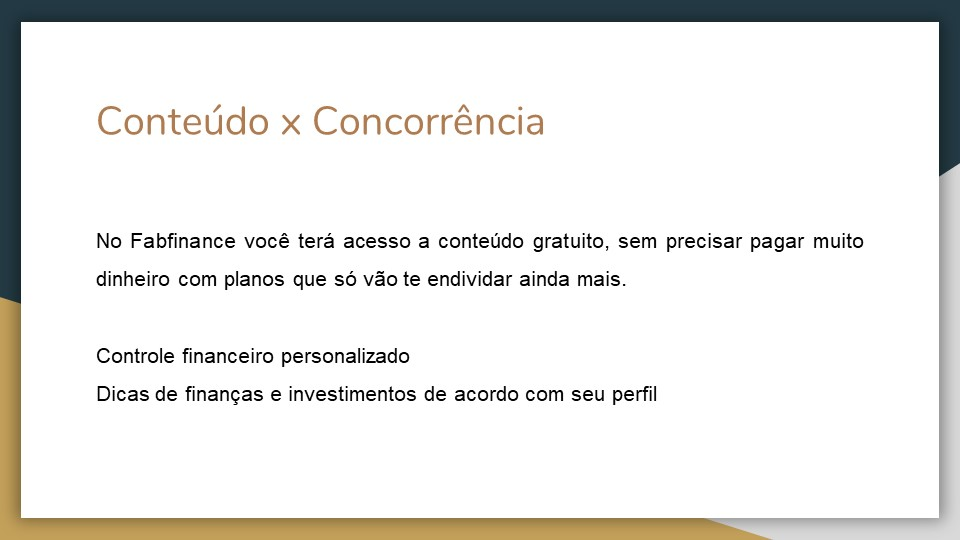 Conteúdo x Concorrência
No Fabfinance você terá acesso a conteúdo gratuito, sem precisar pagar muito
dinheiro com planos que só vão te endividar ainda mais.
Controle financeiro personalizado
Dicas de finanças e investimentos de acordo com seu perfil